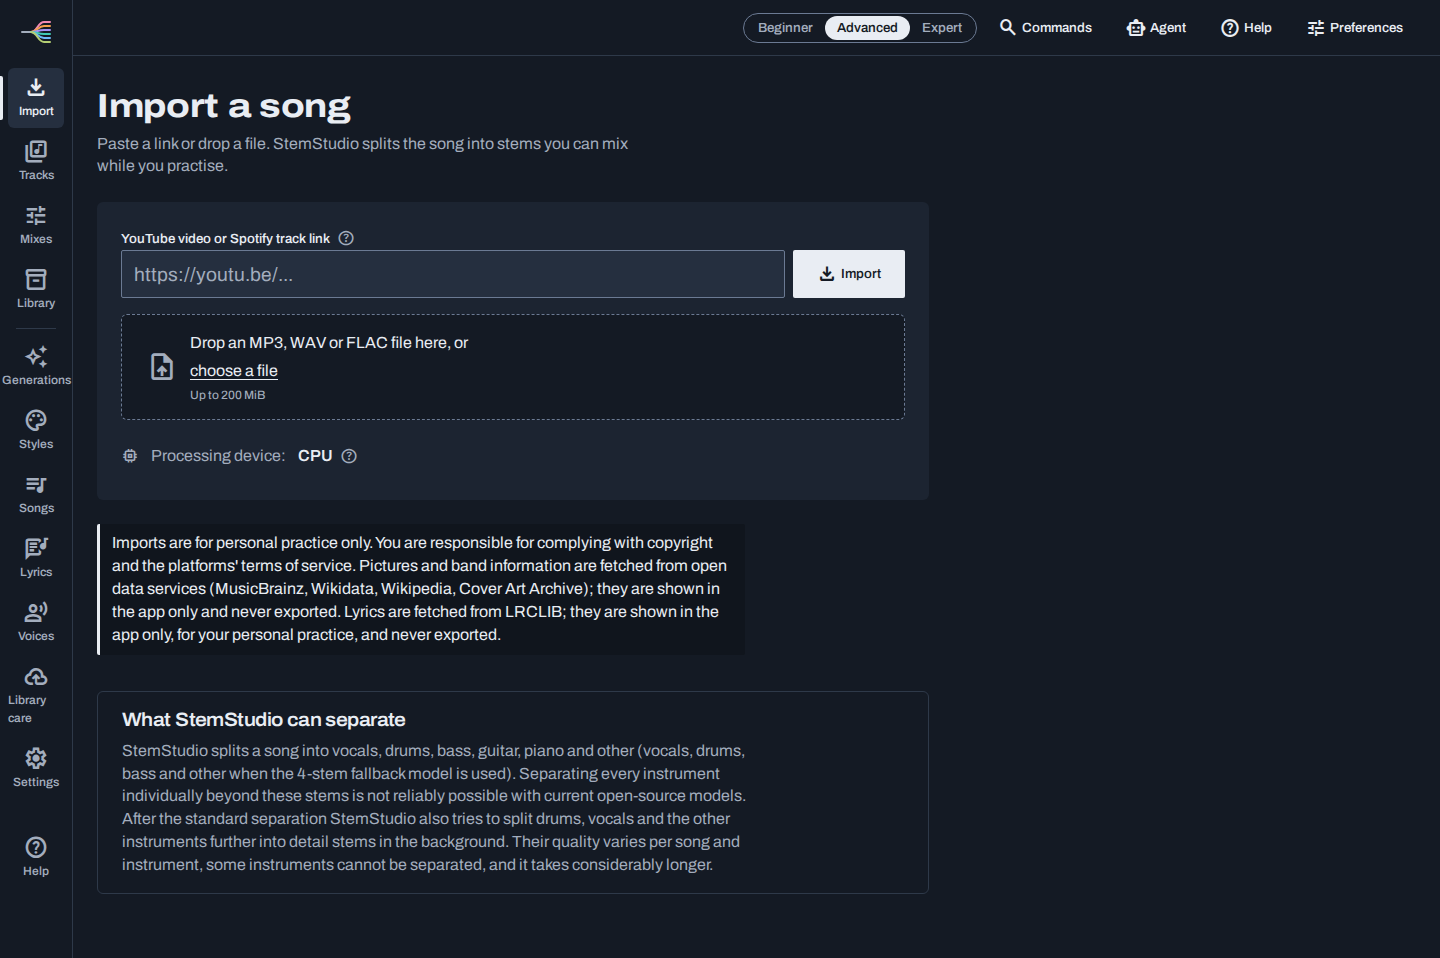 Beginner Advanced Expert Commands Agent Help Preferences
Import
Tracks
Mixes
Library
Generations
Styles
Songs
Lyrics
Voices
Library
care
Settings
Help
Import a song
Paste a link or drop a file. StemStudio splits the song into stems you can mix
while you practise.
YouTube video or Spotify track link
https://youtu.be/...
Import
Drop an MP3, WAV or FLAC file here, or
choose a file
Up to 200 MiB
Processing device: CPU
Imports are for personal practice only. You are responsible for complying with copyright
and the platforms' terms of service. Pictures and band information are fetched from open
data services (MusicBrainz, Wikidata, Wikipedia, Cover Art Archive); they are shown in
the app only and never exported. Lyrics are fetched from LRCLIB; they are shown in the
app only, for your personal practice, and never exported.
What StemStudio can separate
StemStudio splits a song into vocals, drums, bass, guitar, piano and other (vocals, drums,
bass and other when the 4-stem fallback model is used). Separating every instrument
individually beyond these stems is not reliably possible with current open-source models.
After the standard separation StemStudio also tries to split drums, vocals and the other
instruments further into detail stems in the background. Their quality varies per song and
instrument, some instruments cannot be separated, and it takes considerably longer.